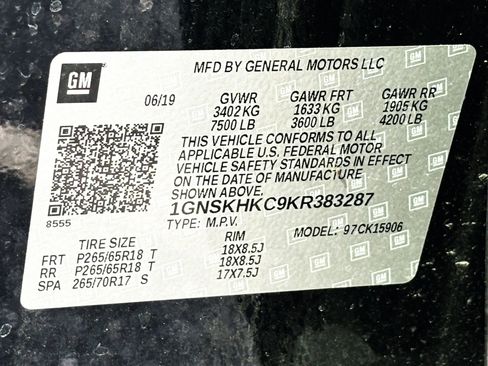 GM
MFD BY GENERAL MOTORS LLC
06/19 GVWR GAWR FRT GAWR RR
3402 KG 1633 KG 1905 KG
7500 LB 3600 LB 4200 LB
THIS VEHICLE CONFORMS TO ALL
APPLICABLE U.S. FEDERAL MOTOR
VEHICLE SAFETY STANDARDS IN EFFECT
ON THE DATE OF MANUFACTURE
SHOWN ABOVE.
8555 1GNSKHKC9KR383287
TYPE: M.P.V. MODEL: 97CK15906
TIRE SIZE RIM
FRT P265/65R18 T 18X8.5J
RR P265/65R18 T 18X8.5J
SPA 265/70R17 S 17X7.5J